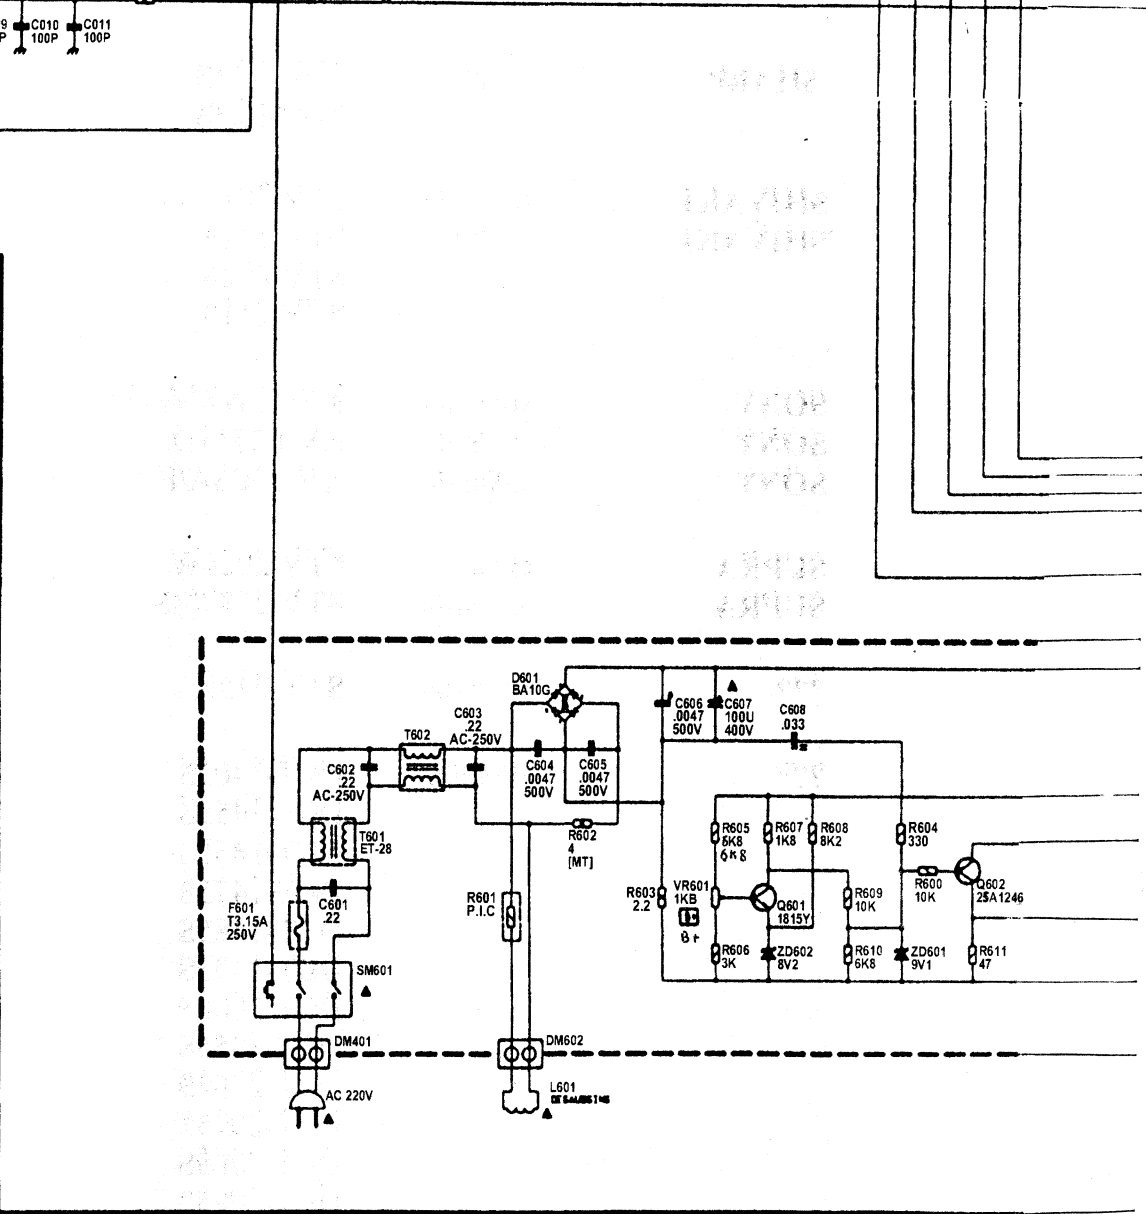 9 C010 C011
P 100P 100P
D601
BA10G
C606
.0047
500V
C607
100U
400V
C608
.033
C603
.22
AC-250V
T602
C602
.22
AC-250V
C604
.0047
500V
C605
.0047
500V
T601
ET-28
R602
4
[MT]
R605
5K8
6K8
R607
1K8
R608
8K2
R604
330
R601
P.I.C
R603
2.2
VR601
1KB
B+
Q601
1815Y
R609
10K
R600
10K
Q602
2SA1246
F601
T3.15A
250V
C601
.22
R606
3K
ZD602
8V2
R610
6K8
ZD601
9V1
R611
47
SM601
DM401
DM602
AC 220V
L601
DEGAUSSING